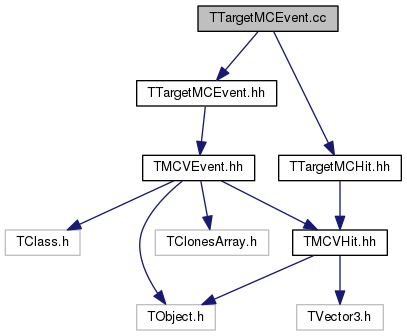 TTargetMCEvent.cc
TTargetMCEvent.hh
TMCVEvent.hh
TTargetMCHit.hh
TClass.h
TClonesArray.h
TMCVHit.hh
TObject.h
TVector3.h